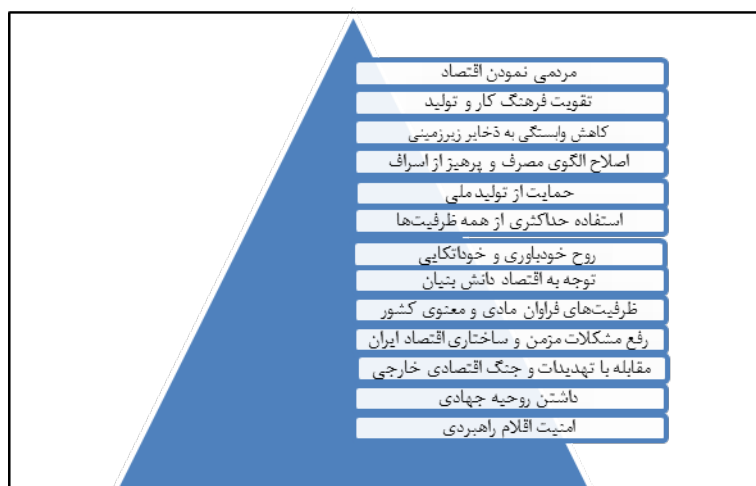 مردمی نمودن اقتصاد
تقویت فرهنگ کار و تولید
کاهش وابستگی به ذخایر زیرزمینی
اصلاح الگوی مصرف و پرهیز از اسراف
حمایت از تولید ملی
استفاده حداکثری از همه ظرفیت‌ها
روح خودباوری و خوداتکایی
توجه به اقتصاد دانش بنیان
ظرفیت‌های فراوان مادی و معنوی کشور
رفع مشکلات مزمن و ساختاری اقتصاد ایران
مقابله با تهدیدات و جنگ اقتصادی خارجی
داشتن روحیه جهادی
امنیت اقلام راهبردی